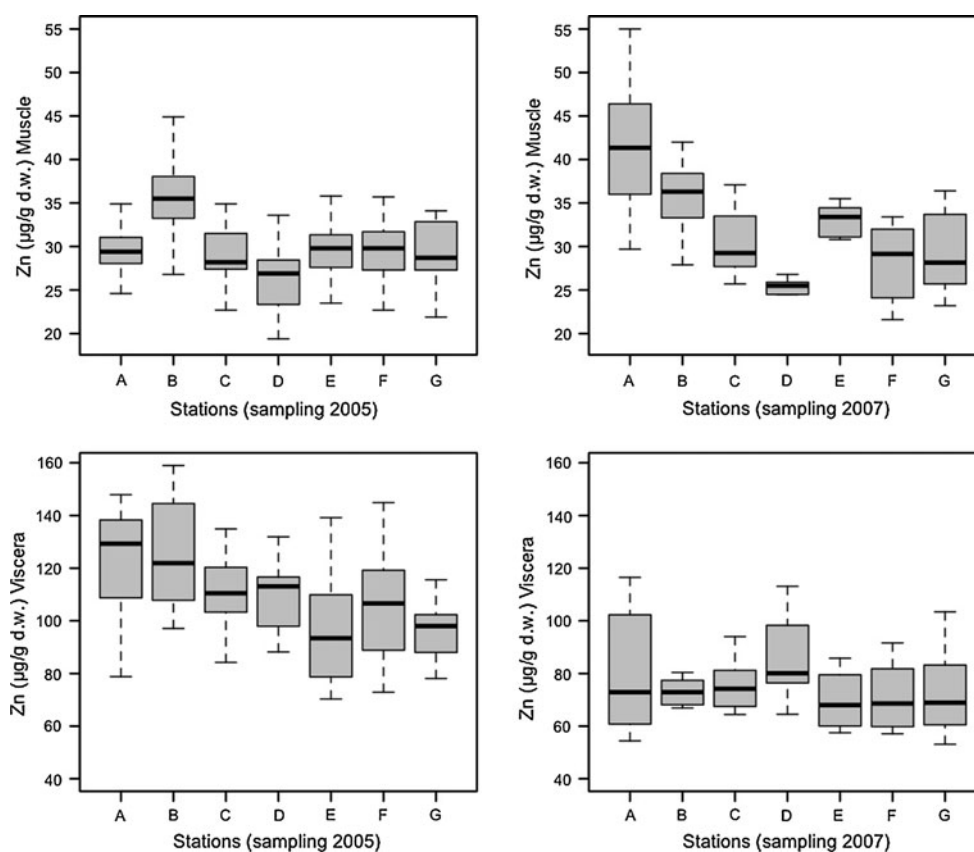 Zn (µg/g d.w.) Muscle
55
50
45
40
35
30
25
20
A B C D E F G
Stations (sampling 2005)
Zn (µg/g d.w.) Muscle
55
50
45
40
35
30
25
20
A B C D E F G
Stations (sampling 2007)
Zn (µg/g d.w.) Viscera
160
140
120
100
80
60
40
A B C D E F G
Stations (sampling 2005)
Zn (µg/g d.w.) Viscera
160
140
120
100
80
60
40
A B C D E F G
Stations (sampling 2007)